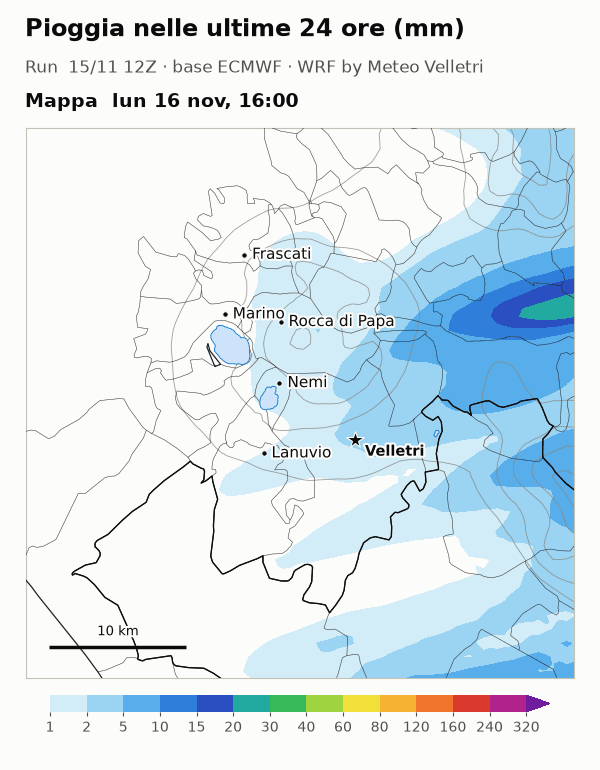 Pioggia nelle ultime 24 ore (mm)
Run  15/11 12Z · base ECMWF · WRF by Meteo Velletri
Mappa  lun 16 nov, 16:00
Frascati
Marino
Rocca di Papa
Nemi
Velletri
Lanuvio
10 km
1 2 5 10 15 20 30 40 60 80 120 160 240 320